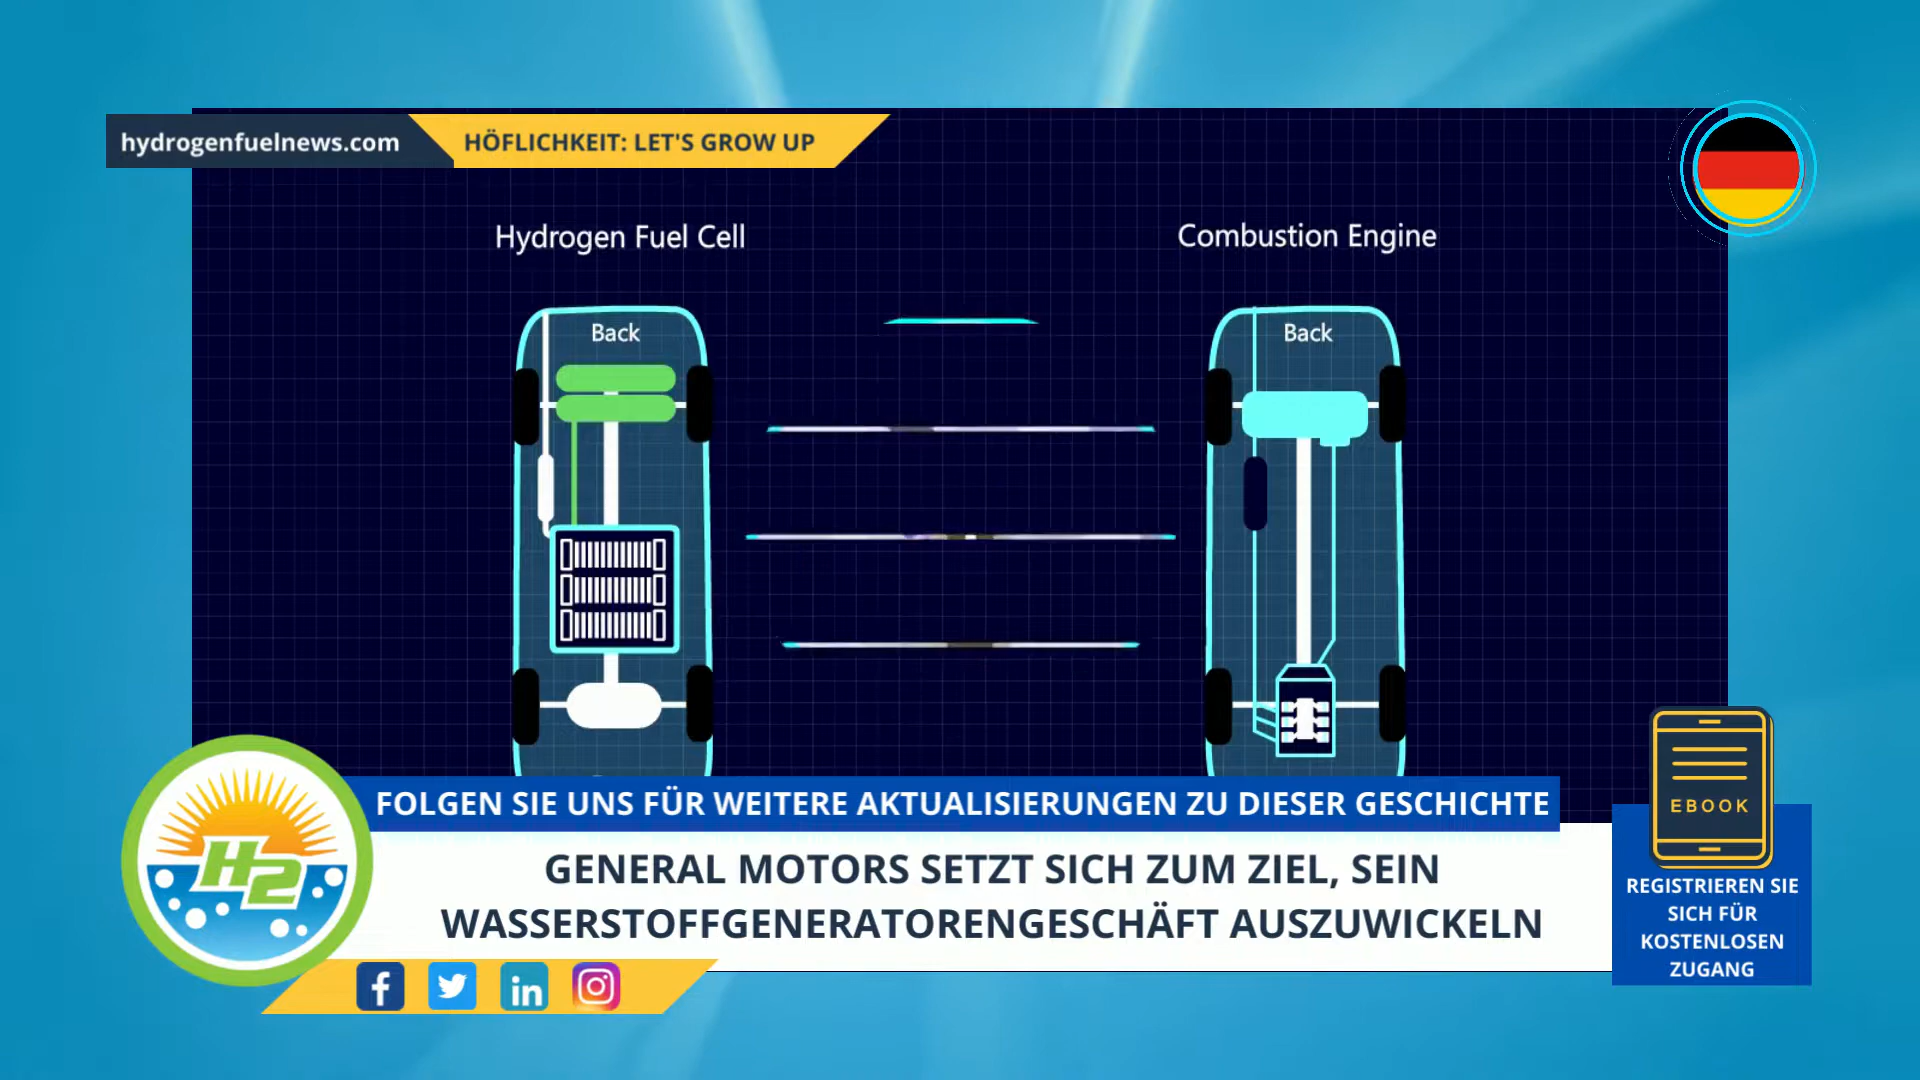 hydrogenfuelnews.com
HÖFLICHKEIT: LET'S GROW UP
Hydrogen Fuel Cell
Combustion Engine
Back
Back
EBOOK
FOLGEN SIE UNS FÜR WEITERE AKTUALISIERUNGEN ZU DIESER GESCHICHTE
GENERAL MOTORS SETZT SICH ZUM ZIEL, SEIN
WASSERSTOFFGENERATORENGESCHÄFT AUSZUWICKELN
H2
REGISTRIEREN SIE
SICH FÜR
KOSTENLOSEN
ZUGANG